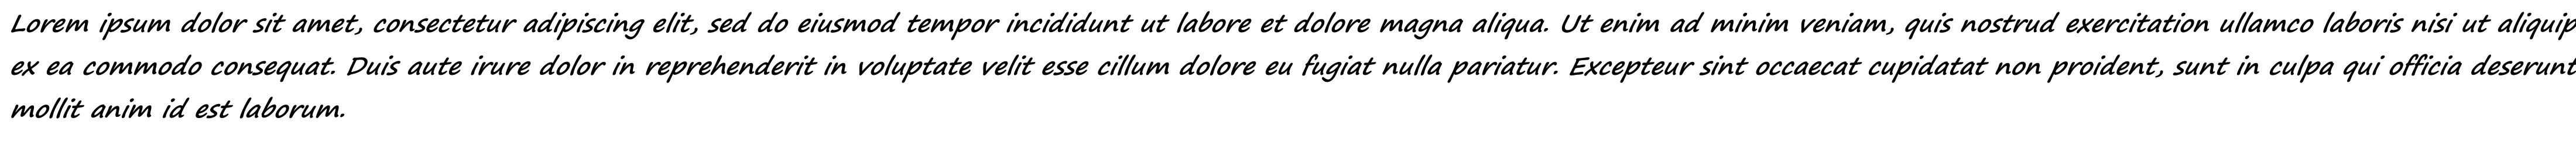 Lorem ipsum dolor sit amet, consectetur adipiscing elit, sed do eiusmod tempor incididunt ut labore et dolore magna aliqua. Ut enim ad minim veniam, quis nostrud exercitation ullamco laboris nisi ut aliquip
ex ea commodo consequat. Duis aute irure dolor in reprehenderit in voluptate velit esse cillum dolore eu fugiat nulla pariatur. Excepteur sint occaecat cupidatat non proident, sunt in culpa qui officia deserunt
mollit anim id est laborum.